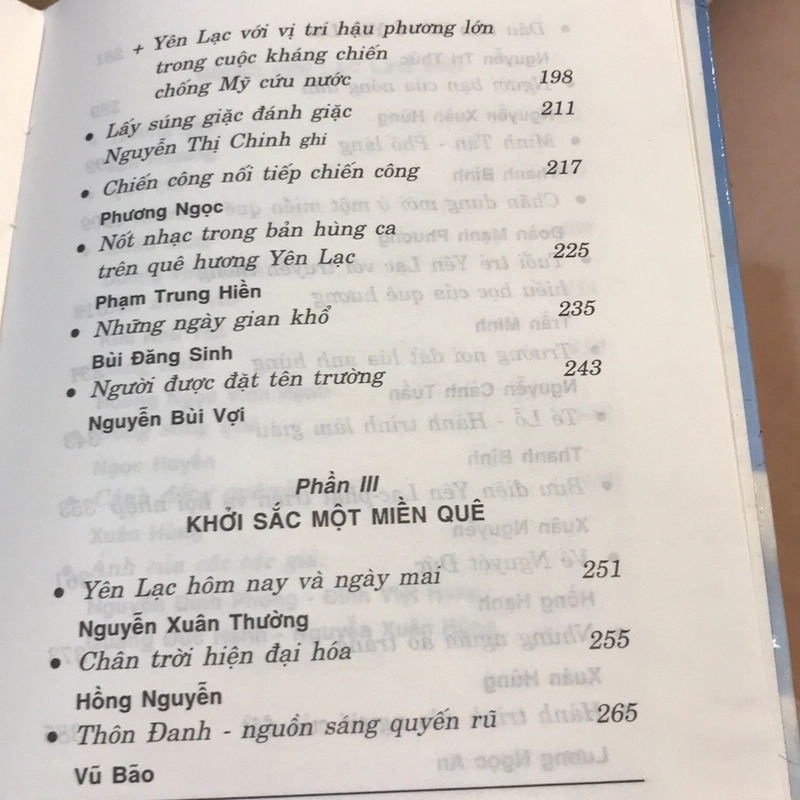 + Yên Lạc với vị trí hậu phương lớn
trong cuộc kháng chiến
chống Mỹ cứu nước 198
• Lấy súng giặc đánh giặc 211
Nguyễn Thị Chinh ghi
• Chiến công nối tiếp chiến công 217
Phương Ngọc
• Nốt nhạc trong bản hùng ca
trên quê hương Yên Lạc 225
Phạm Trung Hiền
• Những ngày gian khổ 235
Bùi Đăng Sinh
• Người được đặt tên trường 243
Nguyễn Bùi Vợi
Phần III
KHỞI SẮC MỘT MIỀN QUÊ
• Yên Lạc hôm nay và ngày mai 251
Nguyễn Xuân Thường
• Chân trời hiện đại hóa 255
Hồng Nguyễn
• Thôn Đanh - nguồn sáng quyến rũ 265
Vũ Bão